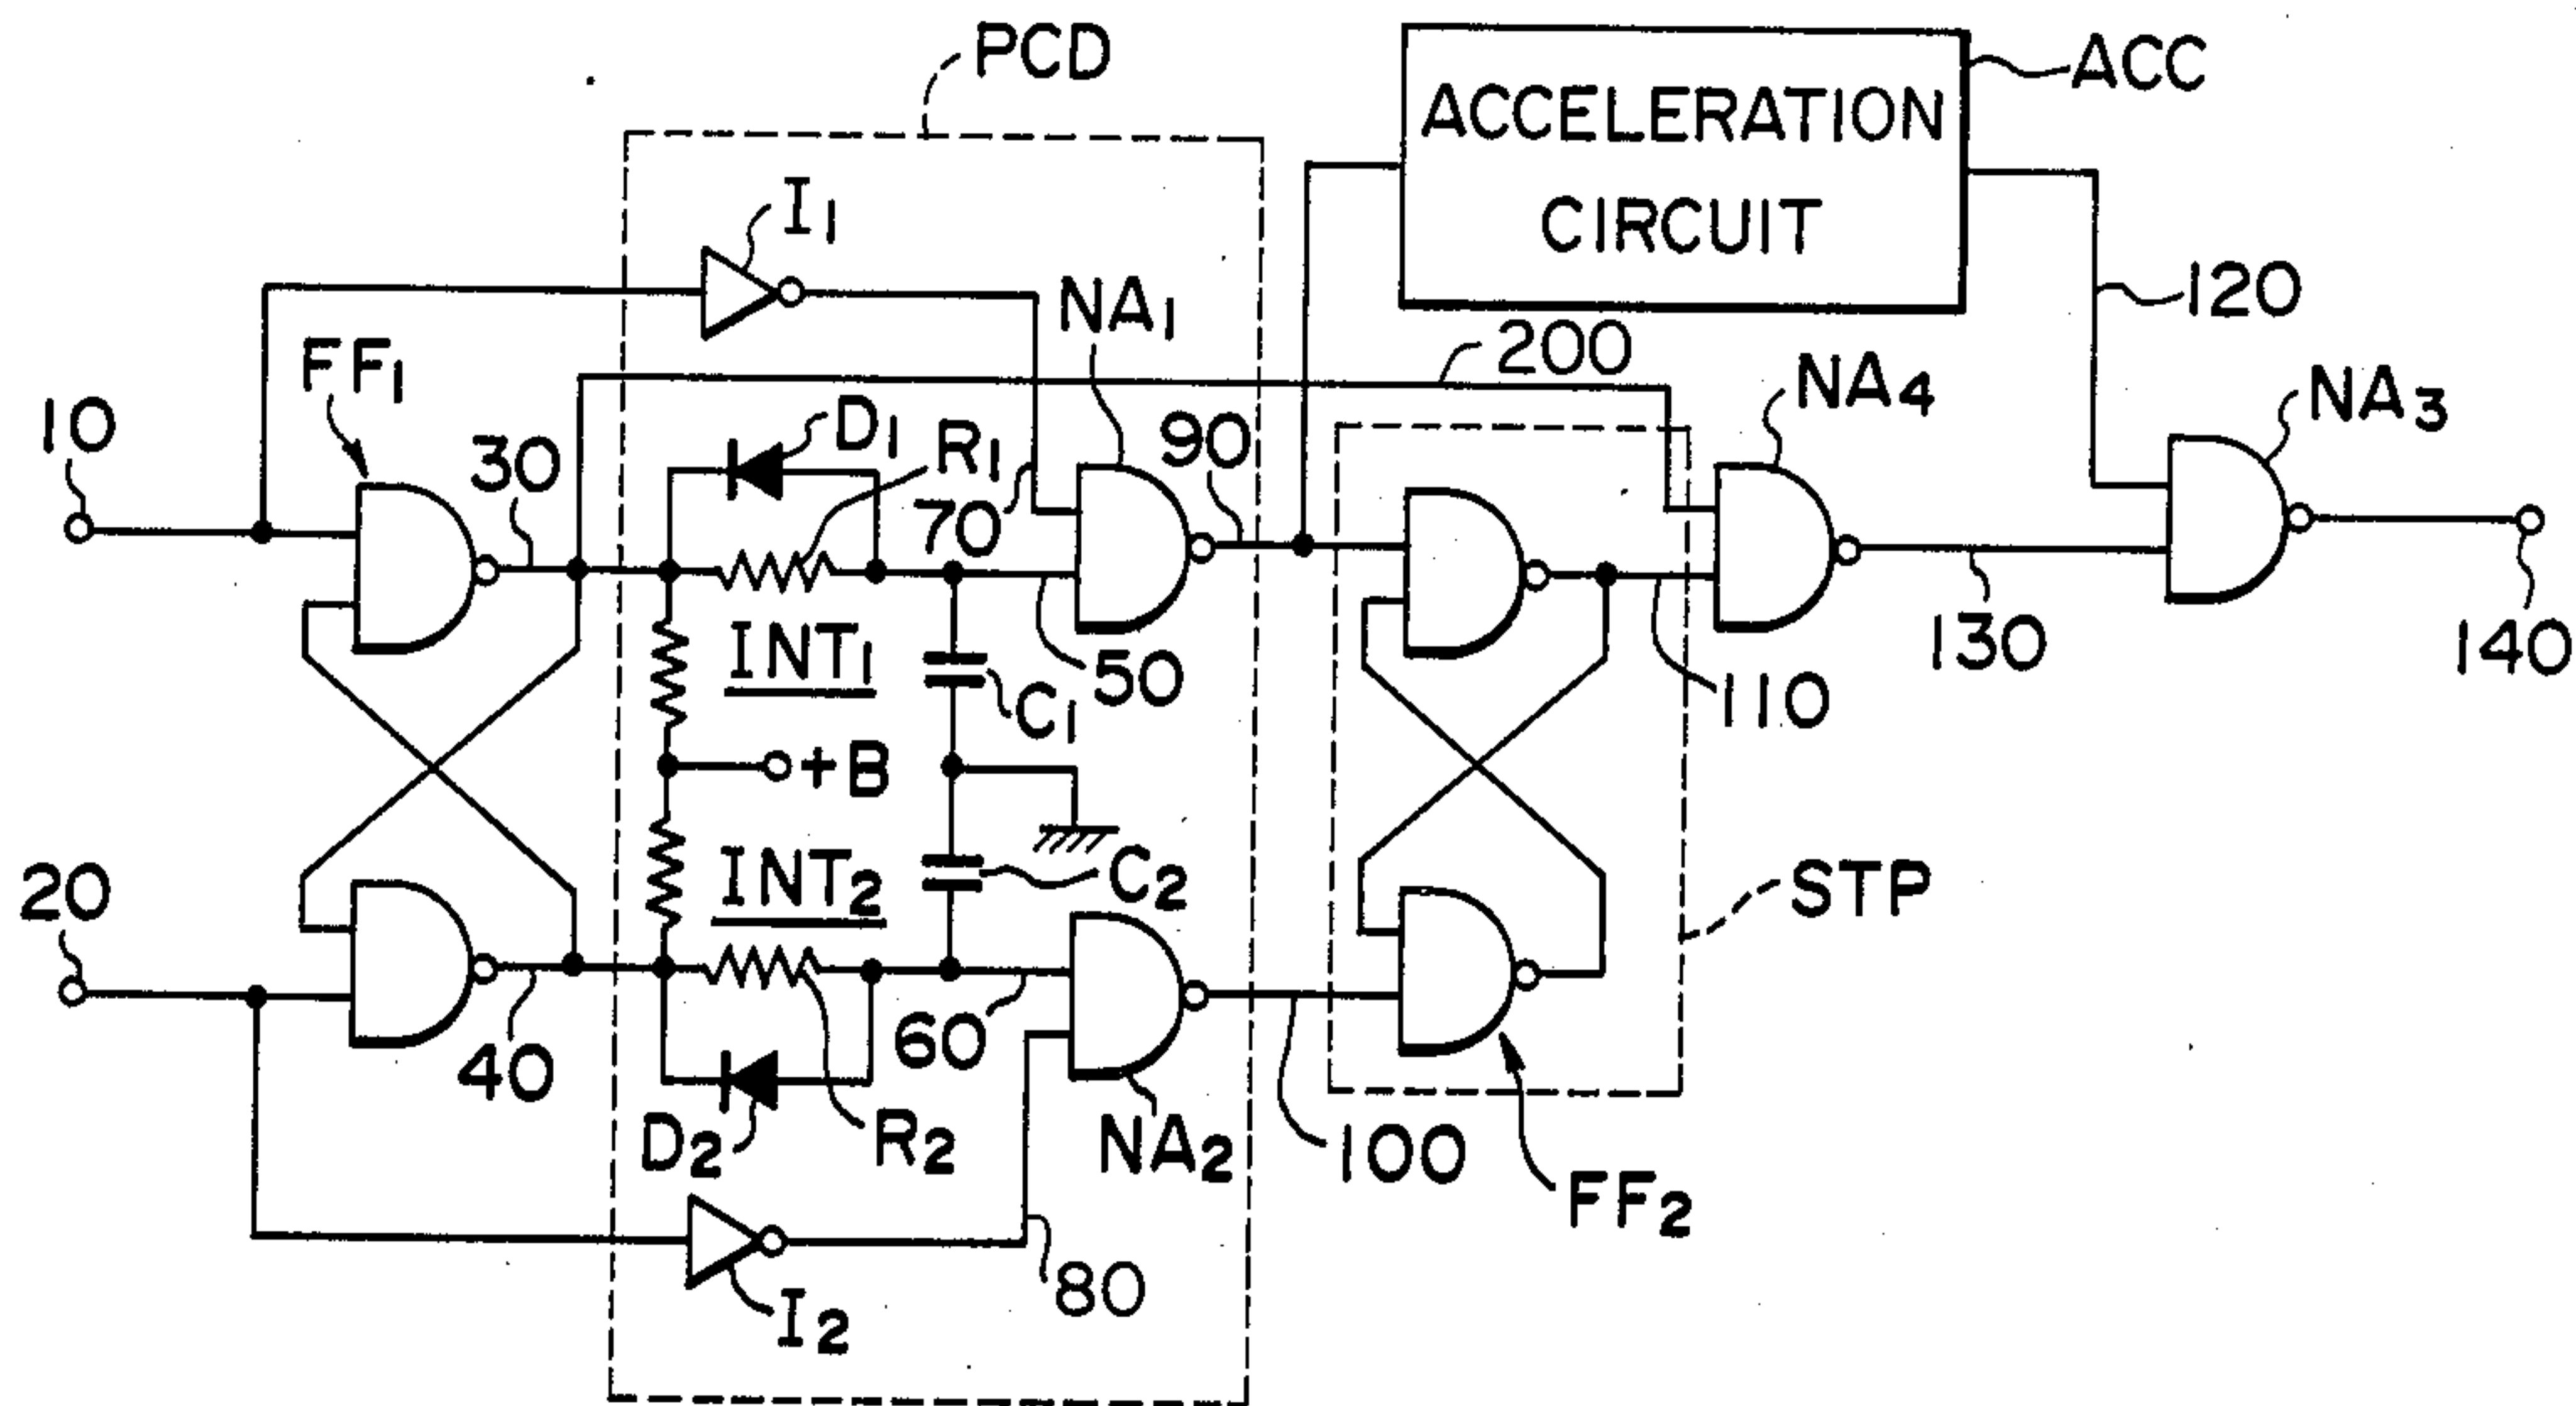 PCD
ACC
ACCELERATION
CIRCUIT
I1
NA1
120
200
FF1
NA4
NA3
10
D1
R1
90
30
70
INT1
50
130
140
C1
110
+B
INT2
C2
STP
20
60
40
D2
R2
NA2
100
FF2
80
I2